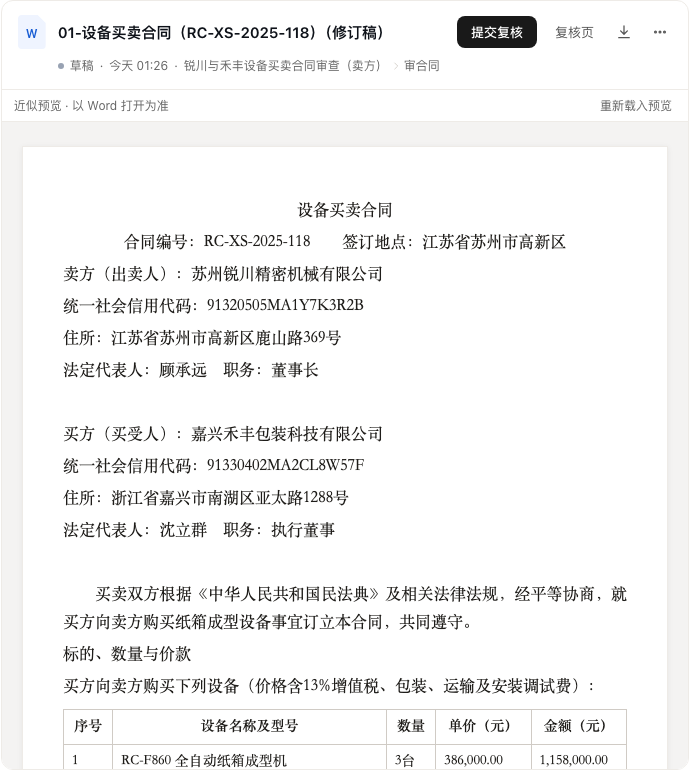 W
01-设备买卖合同（RC-XS-2025-118）（修订稿）
提交复核
复核页
草稿 · 今天 01:26 · 锐川与禾丰设备买卖合同审查（卖方） > 审合同
近似预览 · 以 Word 打开为准
重新载入预览
设备买卖合同
合同编号：RC-XS-2025-118 签订地点：江苏省苏州市高新区
卖方（出卖人）：苏州锐川精密机械有限公司
统一社会信用代码：91320505MA1Y7K3R2B
住所：江苏省苏州市高新区鹿山路369号
法定代表人：顾承远 职务：董事长
买方（买受人）：嘉兴禾丰包装科技有限公司
统一社会信用代码：91330402MA2CL8W57F
住所：浙江省嘉兴市南湖区亚太路1288号
法定代表人：沈立群 职务：执行董事
买卖双方根据《中华人民共和国民法典》及相关法律法规，经平等协商，就
买方向卖方购买纸箱成型设备事宜订立本合同，共同遵守。
标的、数量与价款
买方向卖方购买下列设备（价格含13%增值税、包装、运输及安装调试费）：
序号 设备名称及型号 数量 单价（元） 金额（元）
1 RC-F860 全自动纸箱成型机 3台 386,000.00 1,158,000.00